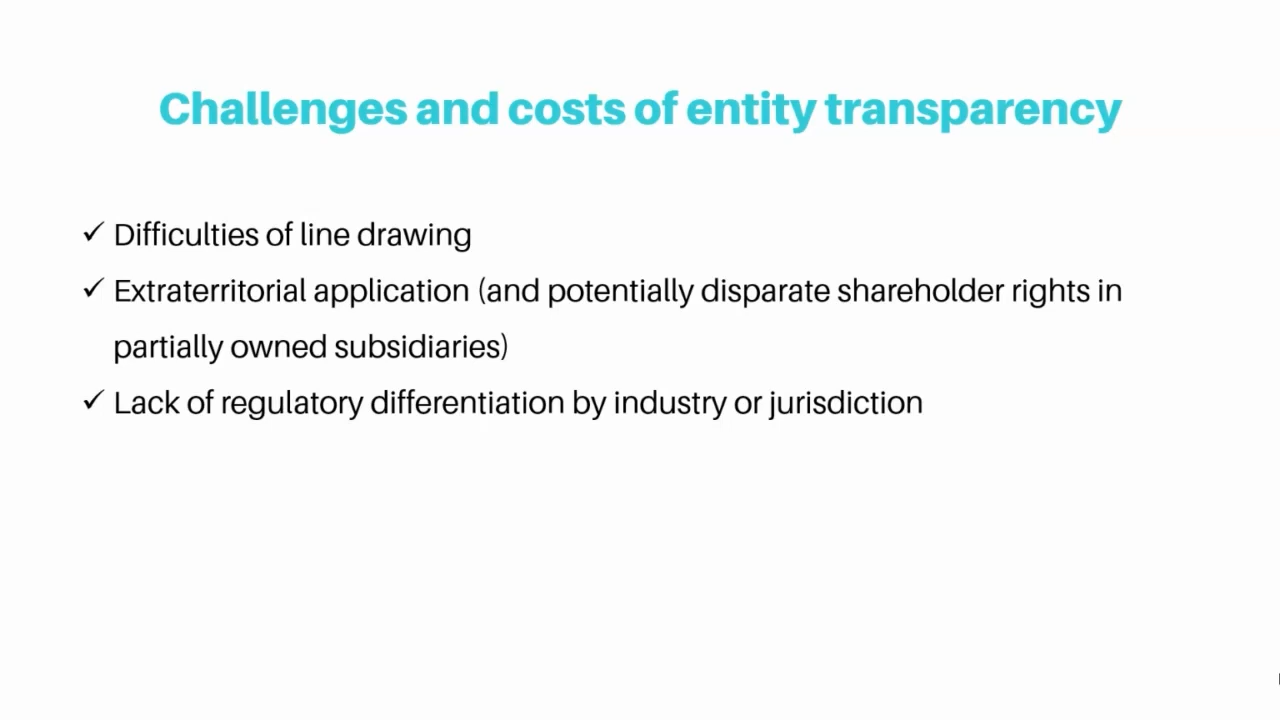 Challenges and costs of entity transparency
✓ Difficulties of line drawing
✓ Extraterritorial application (and potentially disparate shareholder rights in
partially owned subsidiaries)
✓ Lack of regulatory differentiation by industry or jurisdiction